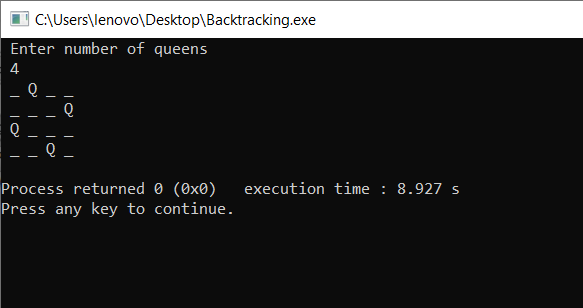 C:\Users\lenovo\Desktop\Backtracking.exe
Enter number of queens
4
_ Q _ _
_ _ _ Q
Q _ _ _
_ _ Q _
Process returned 0 (0x0)   execution time : 8.927 s
Press any key to continue.